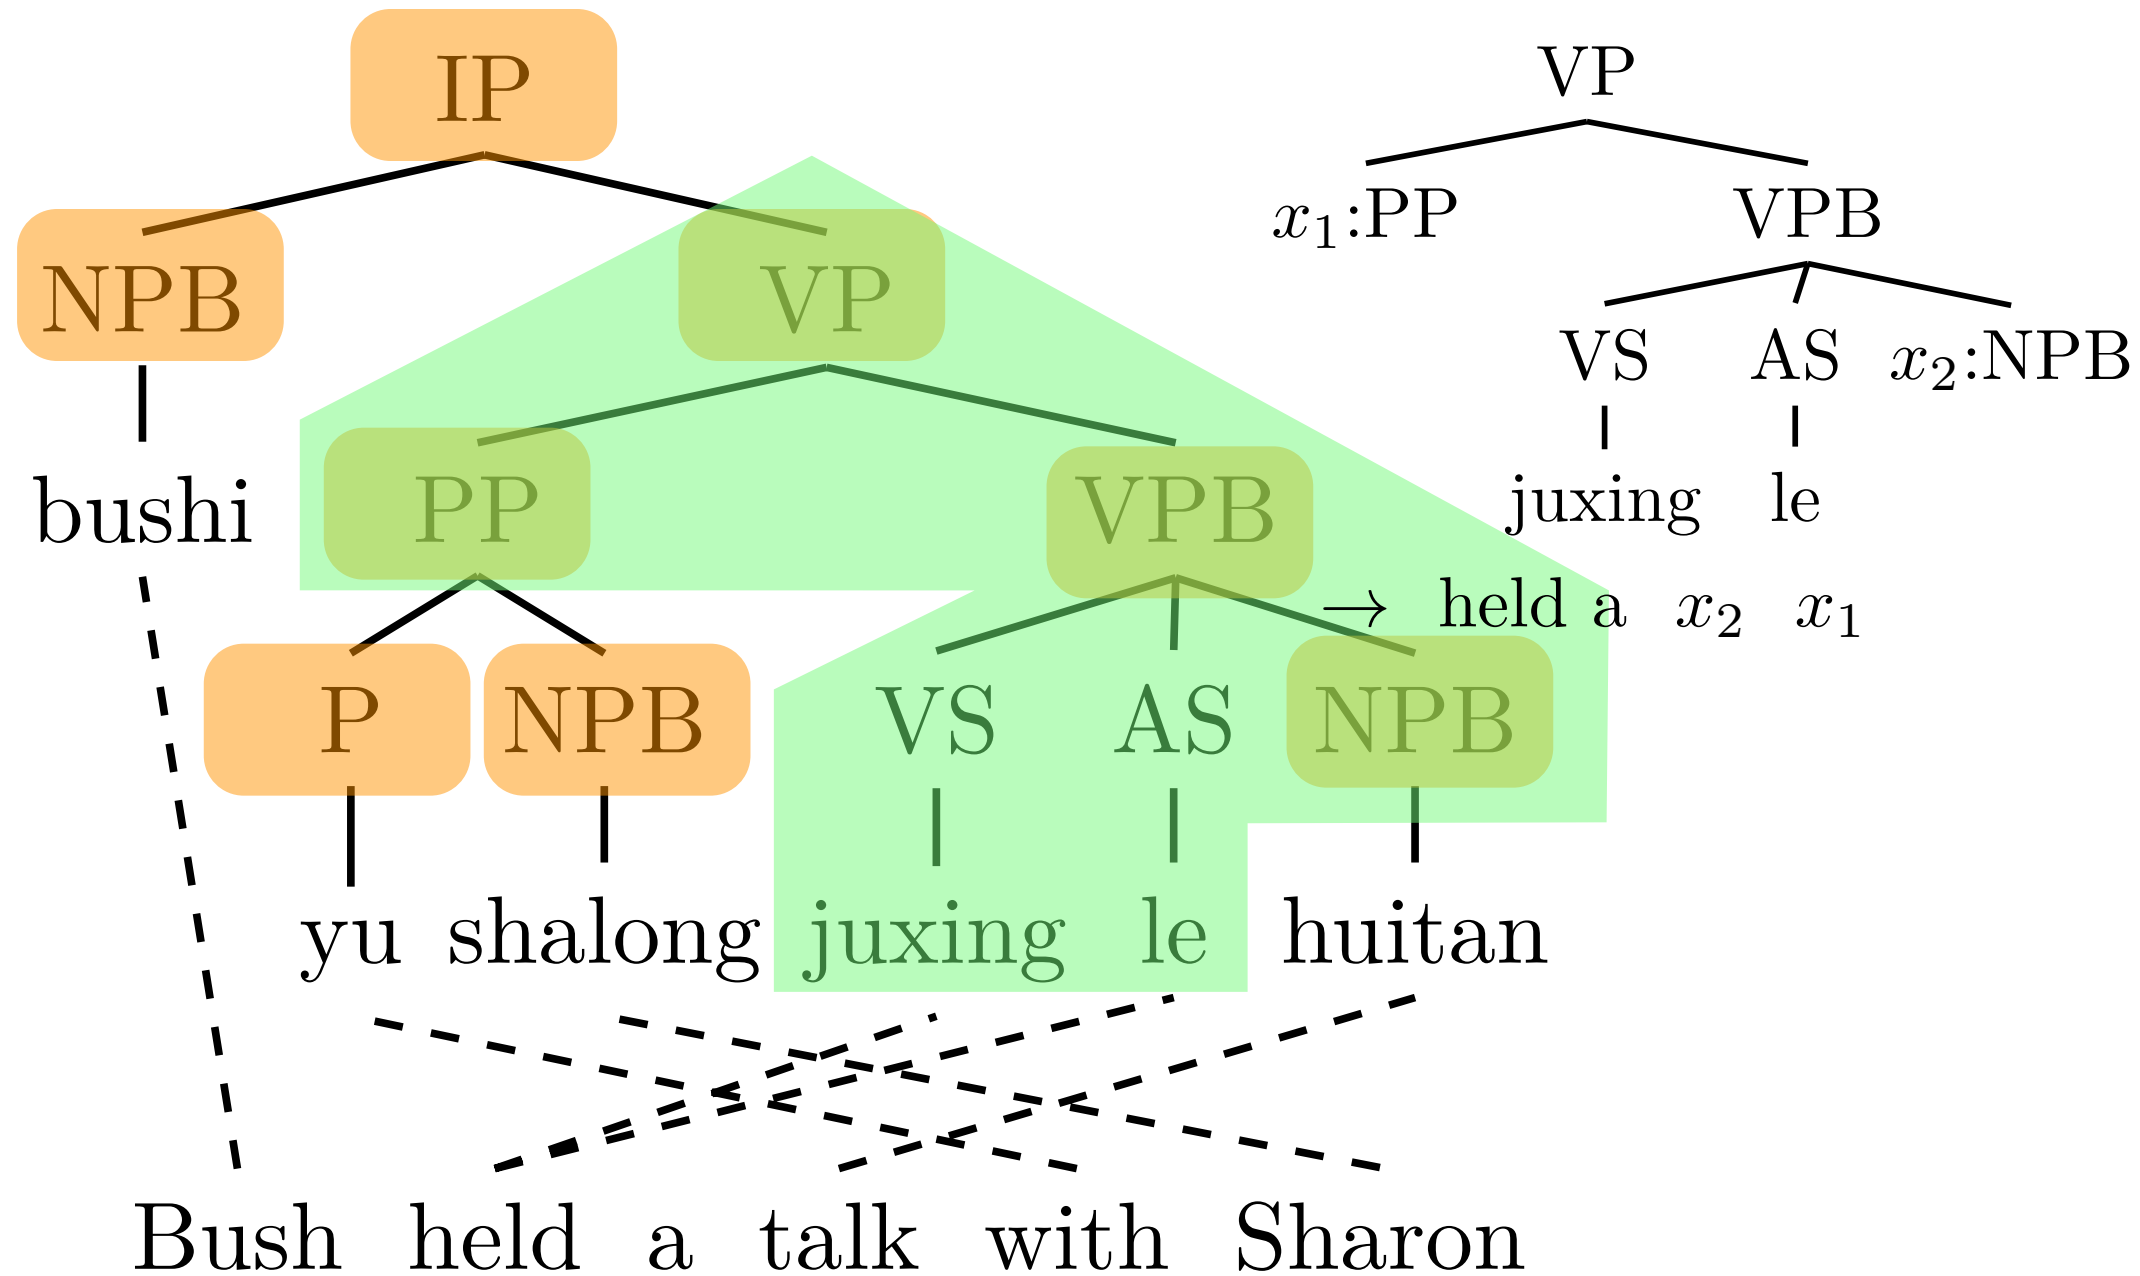 IP
VP
NPB VP
x₁:PP VPB
VS AS x₂:NPB
bushi PP VPB
juxing le
→ held a x₂ x₁
P NPB VS AS NPB
yu shalong juxing le huitan
Bush held a talk with Sharon